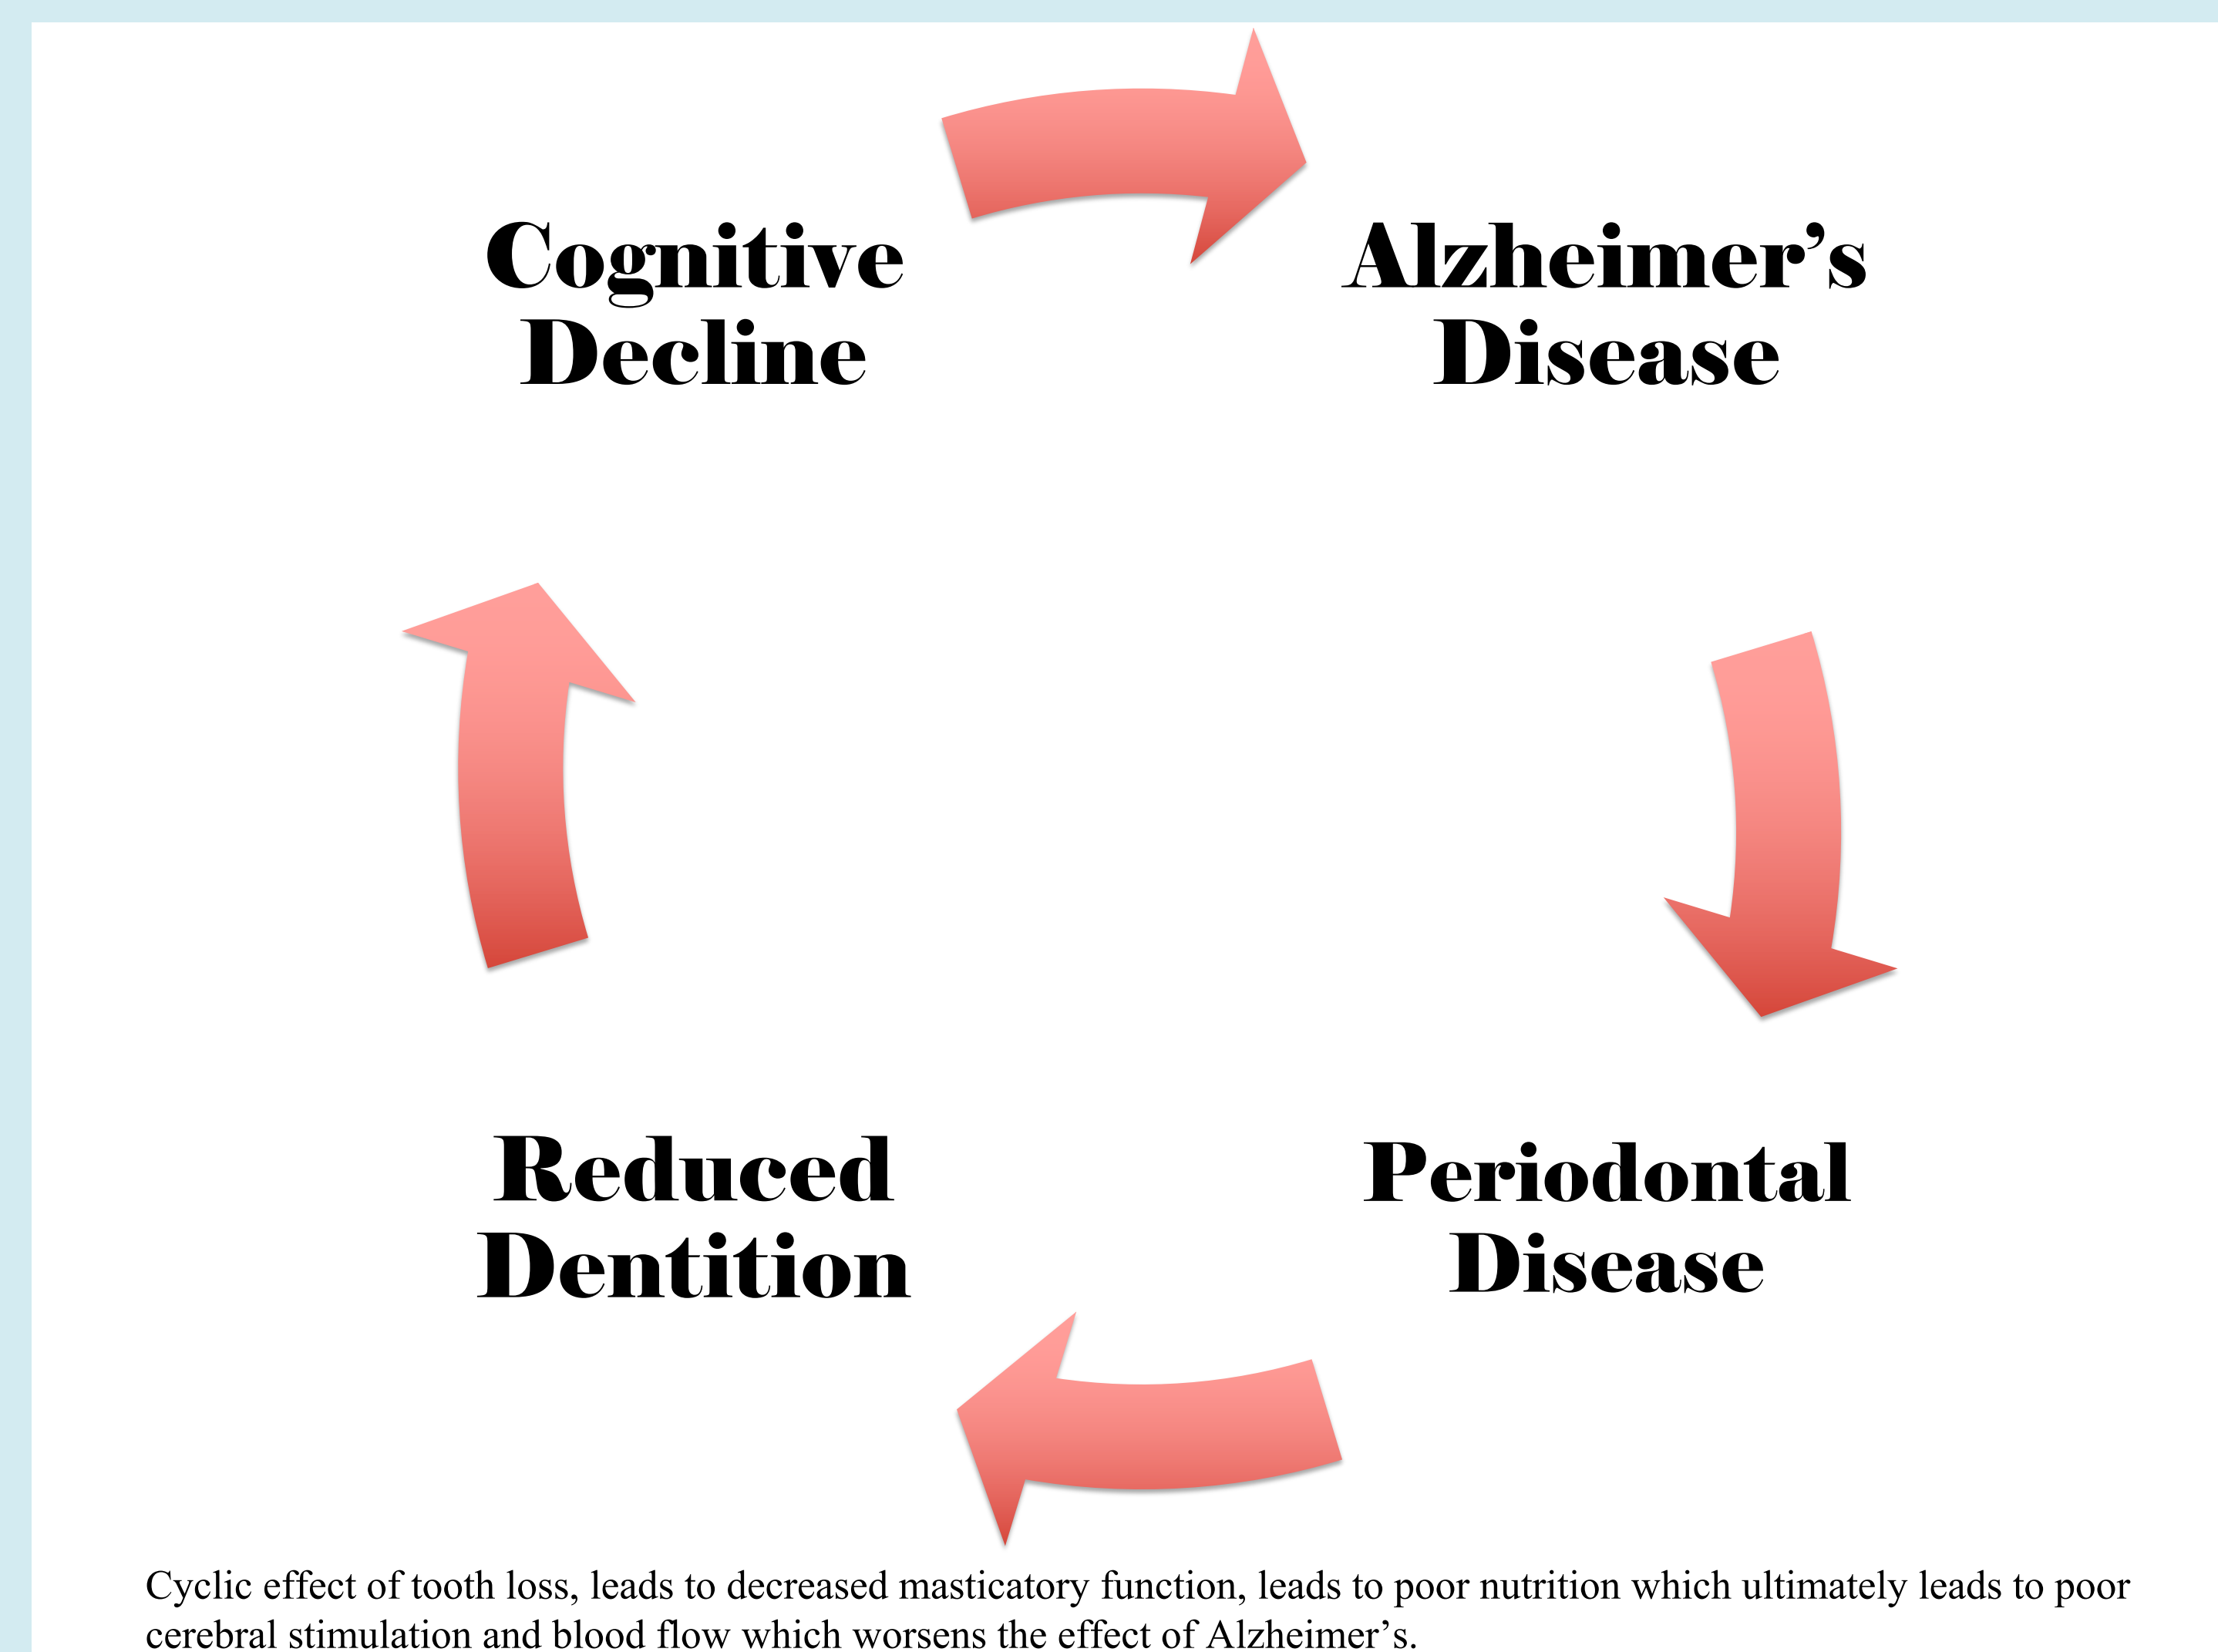 Cognitive
Decline
Alzheimer’s
Disease
Reduced
Dentition
Periodontal
Disease
Cyclic effect of tooth loss, leads to decreased masticatory function, leads to poor nutrition which ultimately leads to poor
cerebral stimulation and blood flow which worsens the effect of Alzheimer’s.